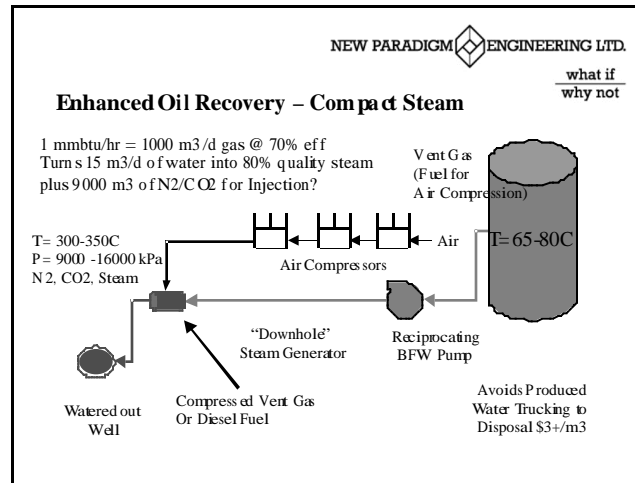 NEW PARADIGM ENGINEERING LTD.
what if
why not
Enhanced Oil Recovery – Compact Steam
1 mmbtu/hr = 1000 m3/d gas @ 70% eff
Turns 15 m3/d of water into 80% quality steam
plus 9000 m3 of N2/CO2 for Injection?
Vent Gas
(Fuel for
Air Compression)
T= 65-80C
T= 300-350C
P= 9000 -16000 kPa
N2, CO2, Steam
Air
Air Compressors
"Downhole"
Steam Generator
Reciprocating
BFW Pump
Watered out
Well
Compressed Vent Gas
Or Diesel Fuel
Avoids Produced
Water Trucking to
Disposal $3+/m3